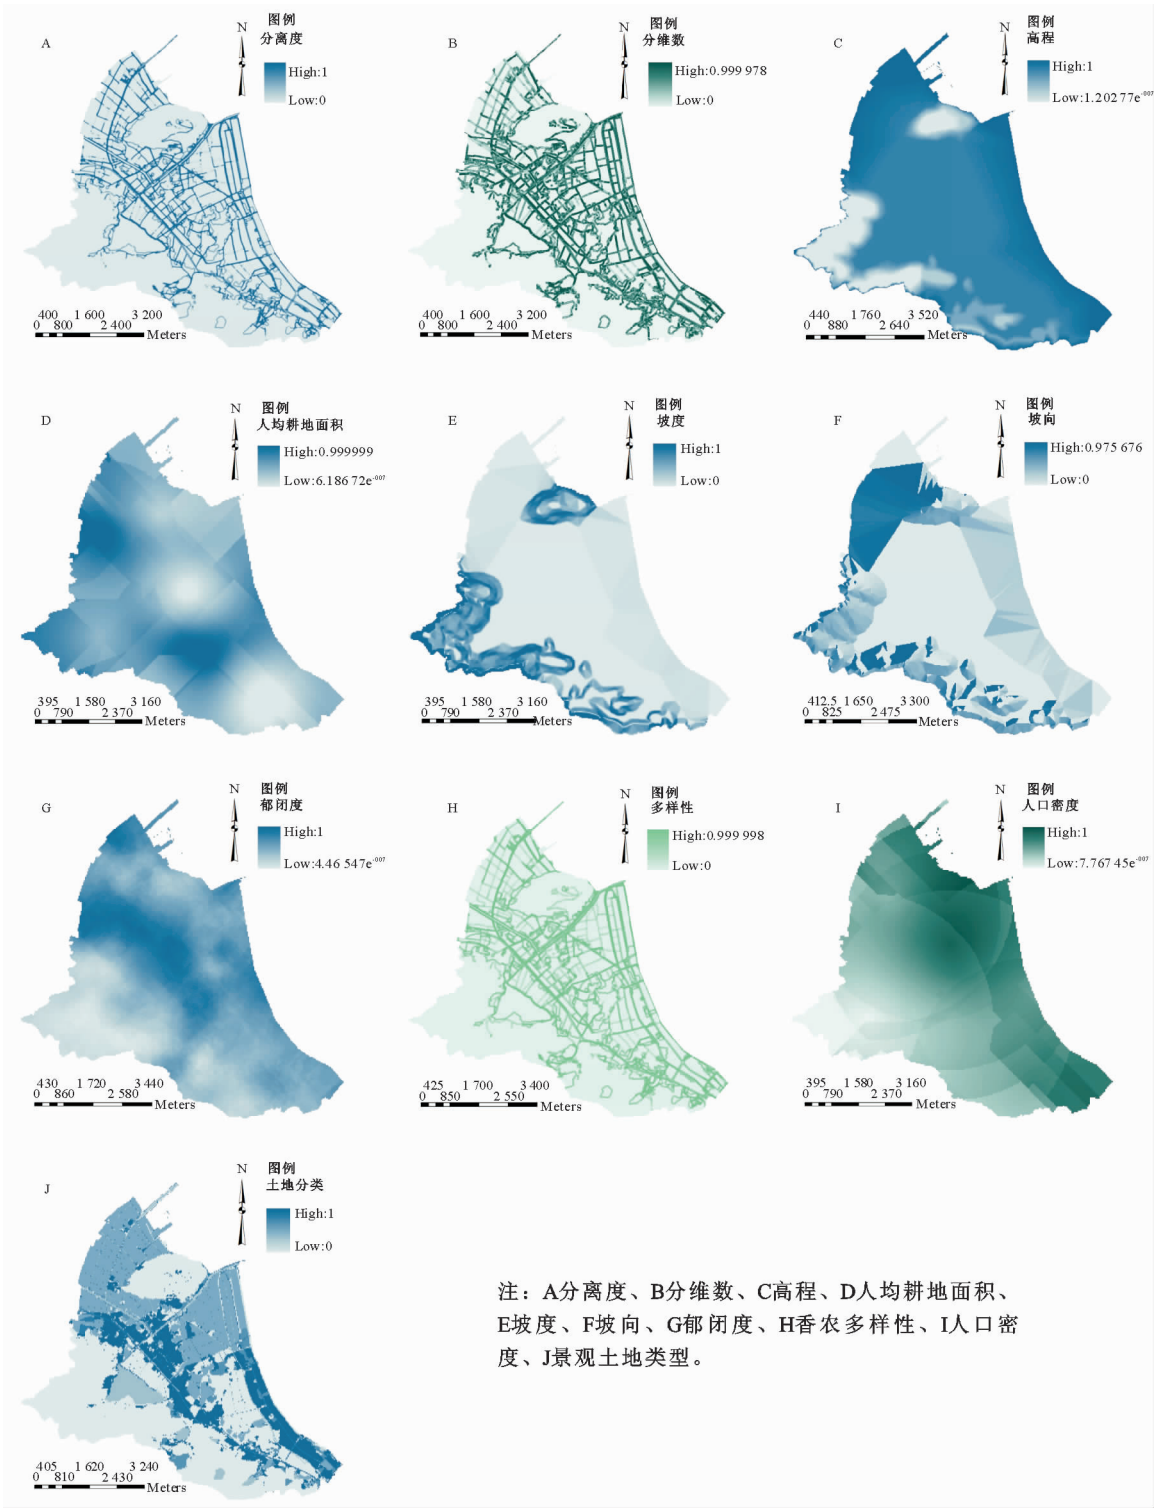 A
N
图例
分离度
High:1
Low:0
400 1 600 3 200
0 800 2 400 Meters
B
N
图例
分维数
High:0.999 978
Low:0
400 1 600 3 200
0 800 2 400 Meters
C
N
图例
高程
High:1
Low:1.202 77e-007
440 1 760 3 520
0 880 2 640 Meters
D
N
图例
人均耕地面积
High:0.999999
Low:6.186 72e-007
395 1 580 3 160
0 790 2 370 Meters
E
N
图例
坡度
High:1
Low:0
395 1 580 3 160
0 790 2 370 Meters
F
N
图例
坡向
High:0.975 676
Low:0
412.5 1 650 3 300
0 825 2 475 Meters
G
N
图例
郁闭度
High:1
Low:4.46 547e-007
430 1 720 3 440
0 860 2 580 Meters
H
N
图例
多样性
High:0.999 998
Low:0
425 1 700 3 400
0 850 2 550 Meters
I
N
图例
人口密度
High:1
Low:7.767 45e-007
395 1 580 3 160
0 790 2 370 Meters
J
N
图例
土地分类
High:1
Low:0
405 1 620 3 240
0 810 2 430 Meters
注：A分离度、B分维数、C高程、D人均耕地面积、
E坡度、F坡向、G郁闭度、H香农多样性、I人口密
度、J景观土地类型。